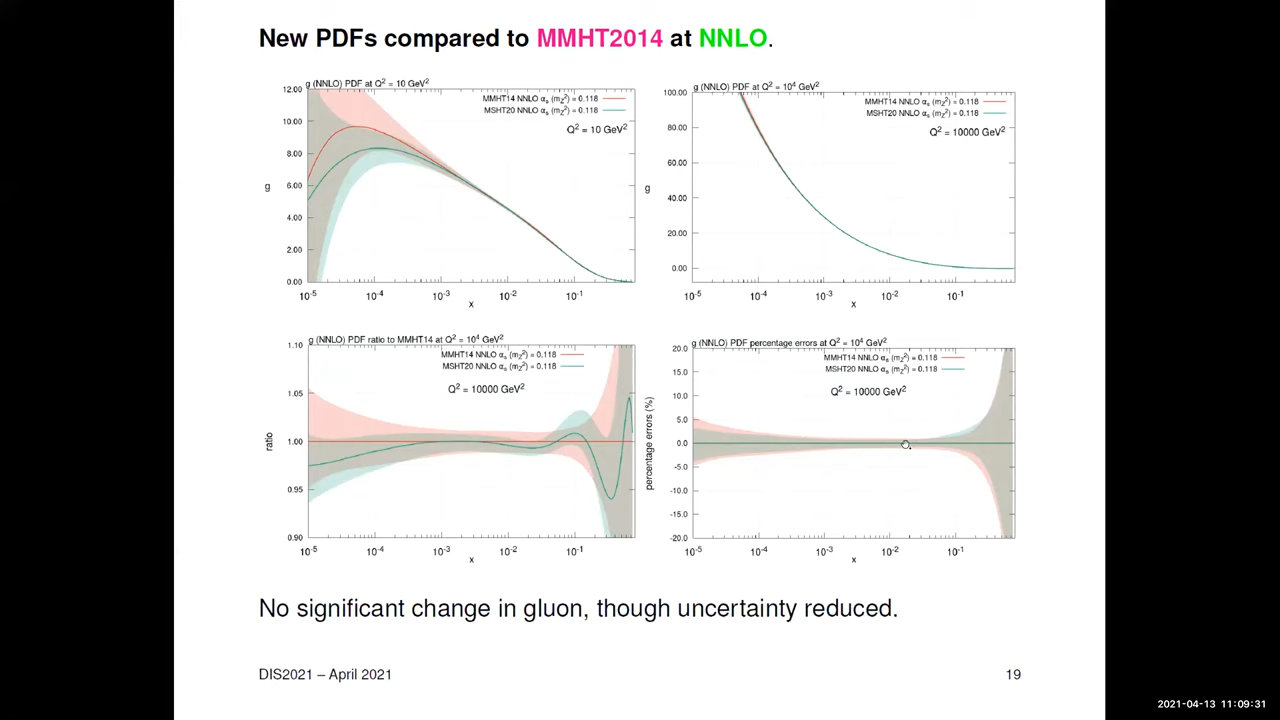 New PDFs compared to MMHT2014 at NNLO.
g (NNLO) PDF at Q² = 10 GeV²
12.00
10.00
8.00
6.00
4.00
2.00
0.00
g
MMHT14 NNLO αs (mZ²) = 0.118
MSHT20 NNLO αs (mZ²) = 0.118
Q² = 10 GeV²
10⁻⁵ 10⁻⁴ 10⁻³ 10⁻² 10⁻¹
x
g (NNLO) PDF at Q² = 10⁴ GeV²
100.00
80.00
60.00
40.00
20.00
0.00
g
MMHT14 NNLO αs (mZ²) = 0.118
MSHT20 NNLO αs (mZ²) = 0.118
Q² = 10000 GeV²
10⁻⁵ 10⁻⁴ 10⁻³ 10⁻² 10⁻¹
x
g (NNLO) PDF ratio to MMHT14 at Q² = 10⁴ GeV²
1.10
1.05
1.00
0.95
0.90
ratio
MMHT14 NNLO αs (mZ²) = 0.118
MSHT20 NNLO αs (mZ²) = 0.118
Q² = 10000 GeV²
10⁻⁵ 10⁻⁴ 10⁻³ 10⁻² 10⁻¹
x
g (NNLO) PDF percentage errors at Q² = 10⁴ GeV²
20.0
15.0
10.0
5.0
0.0
-5.0
-10.0
-15.0
-20.0
percentage errors (%)
MMHT14 NNLO αs (mZ²) = 0.118
MSHT20 NNLO αs (mZ²) = 0.118
Q² = 10000 GeV²
10⁻⁵ 10⁻⁴ 10⁻³ 10⁻² 10⁻¹
x
No significant change in gluon, though uncertainty reduced.
DIS2021 – April 2021
19
2021-04-13 11:09:31